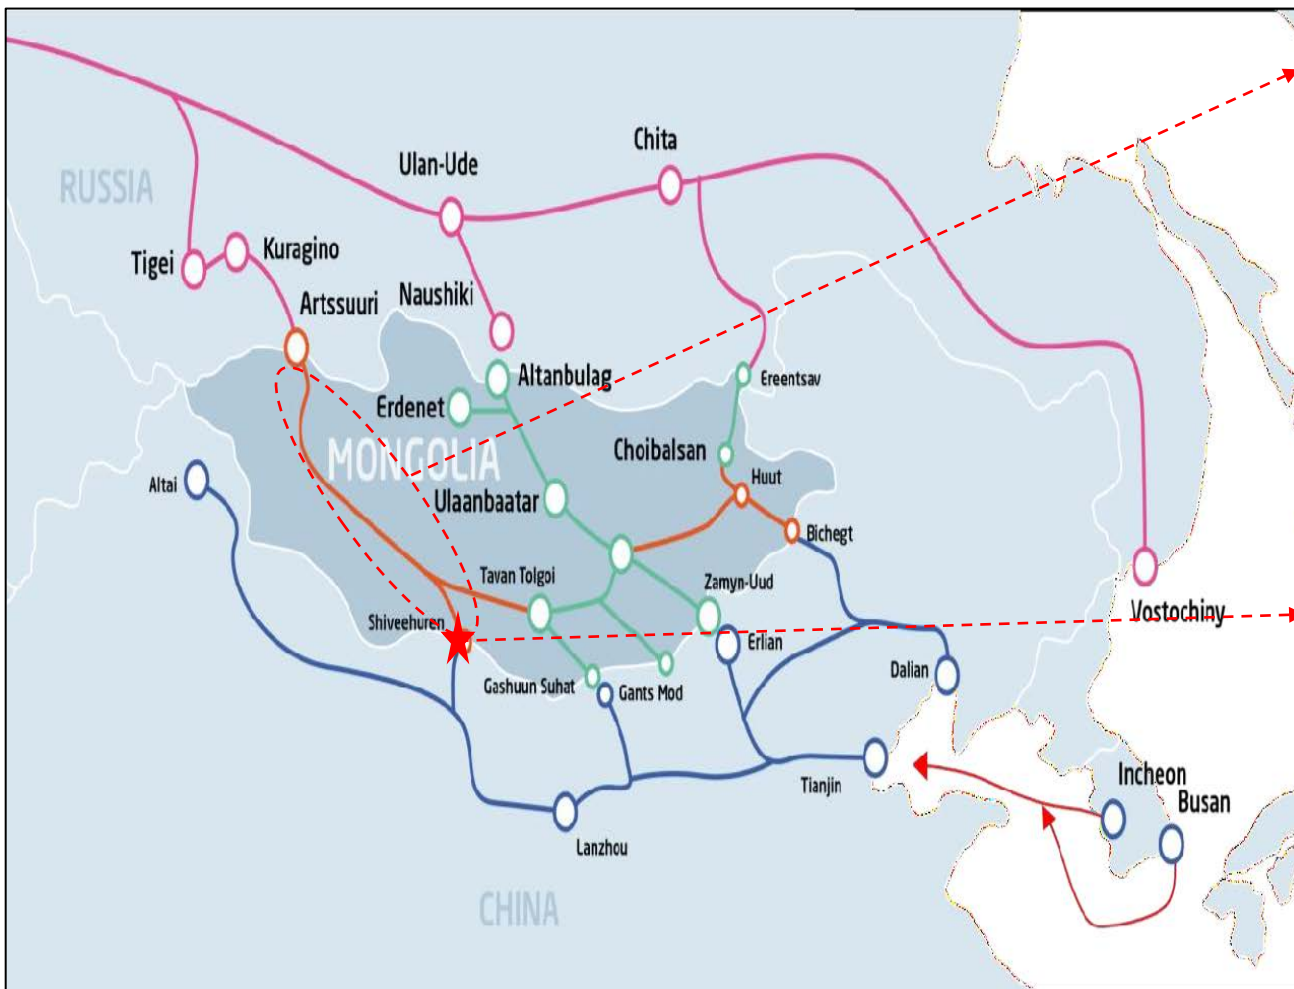 Chita
Ulan-Ude
RUSSIA
Kuragino
Tigei
Artssuuri
Naushiki
Altanbulag
Ereentsav
Erdenet
MONGOLIA
Choibalsan
Huut
Altai
Ulaanbaatar
Bichegt
Tavan Tolgoi
Zamyn-Uud
Vostochiny
Shiveehuren
Erlian
Dalian
Gashuun Suhat
Gants Mod
Tianjin
Incheon
Busan
Lanzhou
CHINA